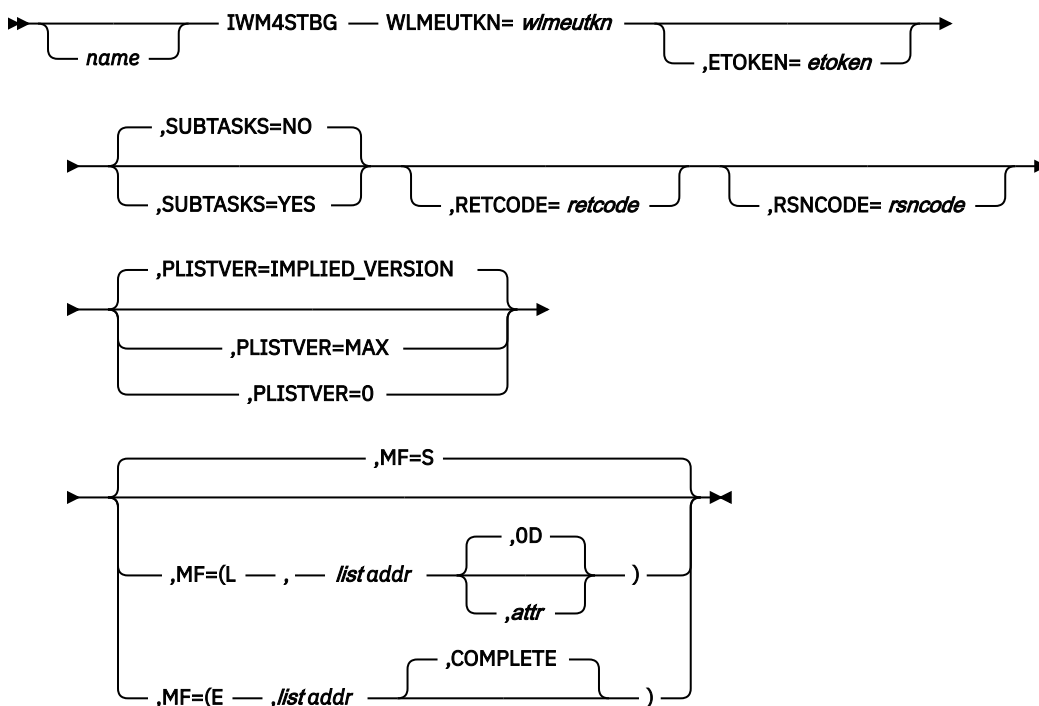 IWM4STBG WLMEUTKN= wlmeutkn
name ,ETOKEN= etoken
,SUBTASKS=NO
,SUBTASKS=YES ,RETCODE= retcode ,RSNCODE= rsncode
,PLISTVER=IMPLIED_VERSION
,PLISTVER=MAX
,PLISTVER=0
,MF=S
,0D
,MF=(L , list addr )
,attr
,COMPLETE
,MF=(E ,list addr )